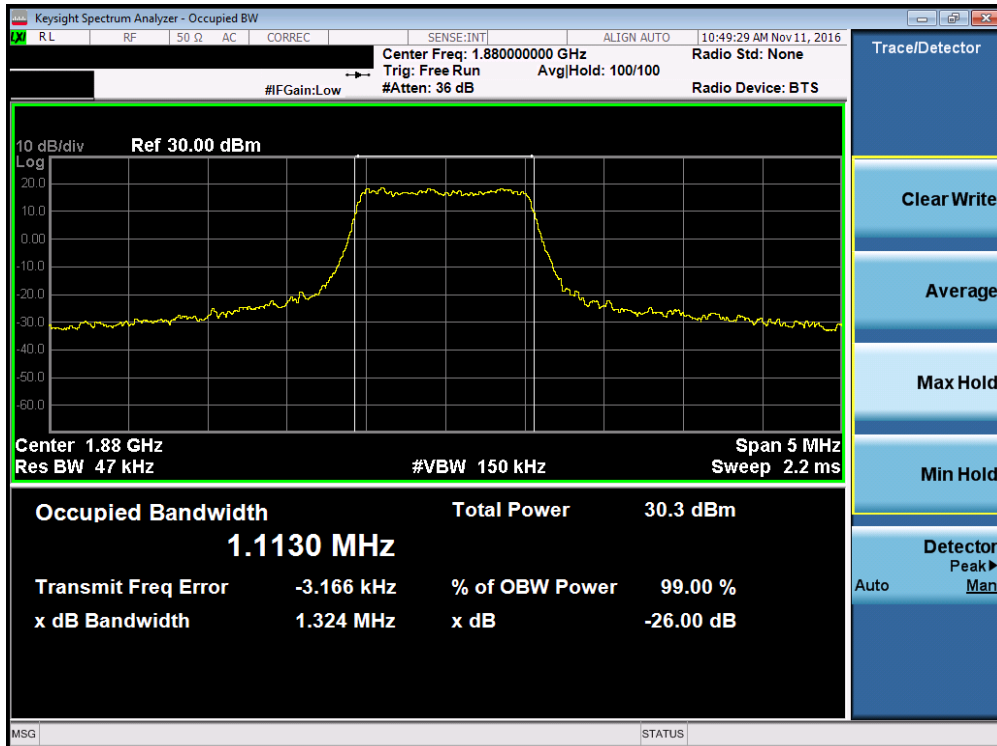 Keysight Spectrum Analyzer - Occupied BW
LXI RL RF 50 Ω AC CORREC SENSE:INT ALIGN AUTO 10:49:29 AM Nov 11, 2016
Center Freq: 1.880000000 GHz Radio Std: None
Trig: Free Run Avg|Hold: 100/100
#IFGain:Low #Atten: 36 dB Radio Device: BTS
Trace/Detector
10 dB/div Ref 30.00 dBm
Log
20.0
10.0
0.00
-10.0
-20.0
-30.0
-40.0
-50.0
-60.0
Center 1.88 GHz Span 5 MHz
Res BW 47 kHz #VBW 150 kHz Sweep 2.2 ms
Occupied Bandwidth Total Power 30.3 dBm
1.1130 MHz
Transmit Freq Error -3.166 kHz % of OBW Power 99.00 %
x dB Bandwidth 1.324 MHz x dB -26.00 dB
Clear Write
Average
Max Hold
Min Hold
Detector
Peak▶
Auto Man
MSG STATUS